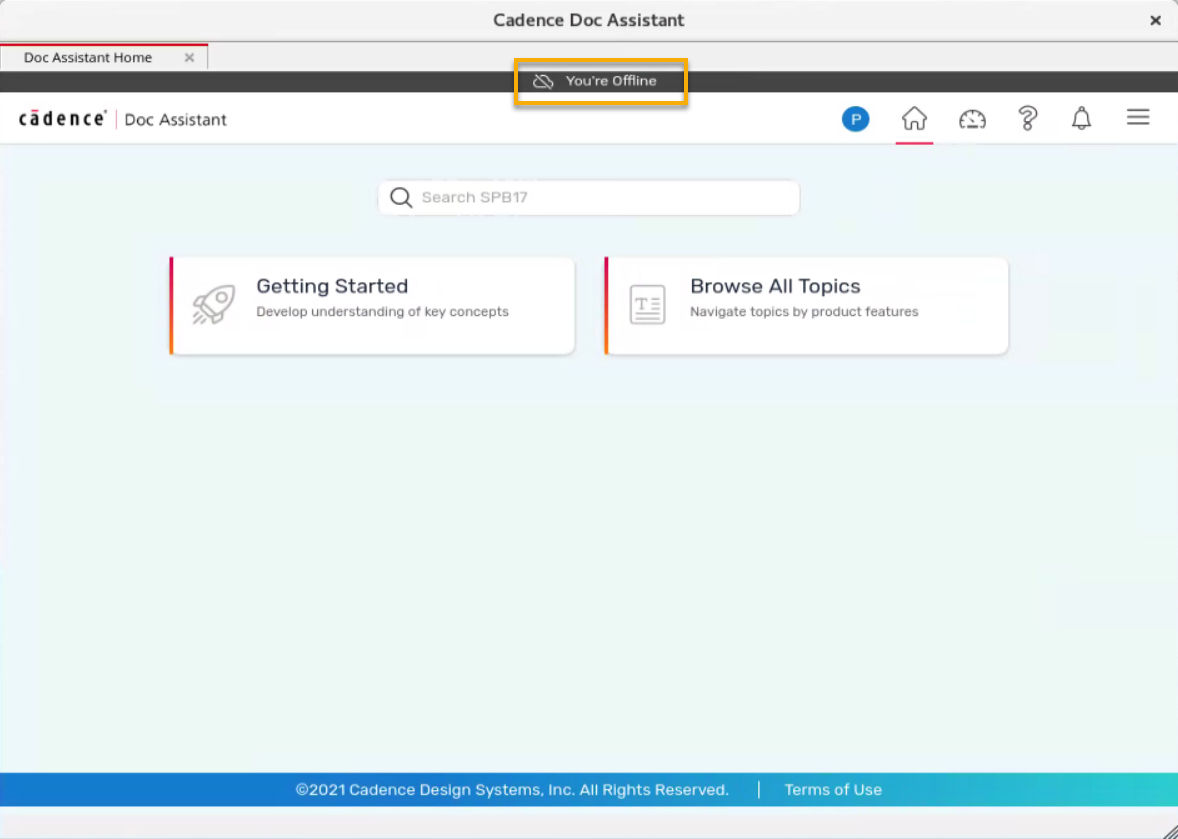 Cadence Doc Assistant
Doc Assistant Home
You're Offline
cādence® Doc Assistant
P
Search SPB17
Getting Started
Develop understanding of key concepts
T
Browse All Topics
Navigate topics by product features
©2021 Cadence Design Systems, Inc. All Rights Reserved. | Terms of Use